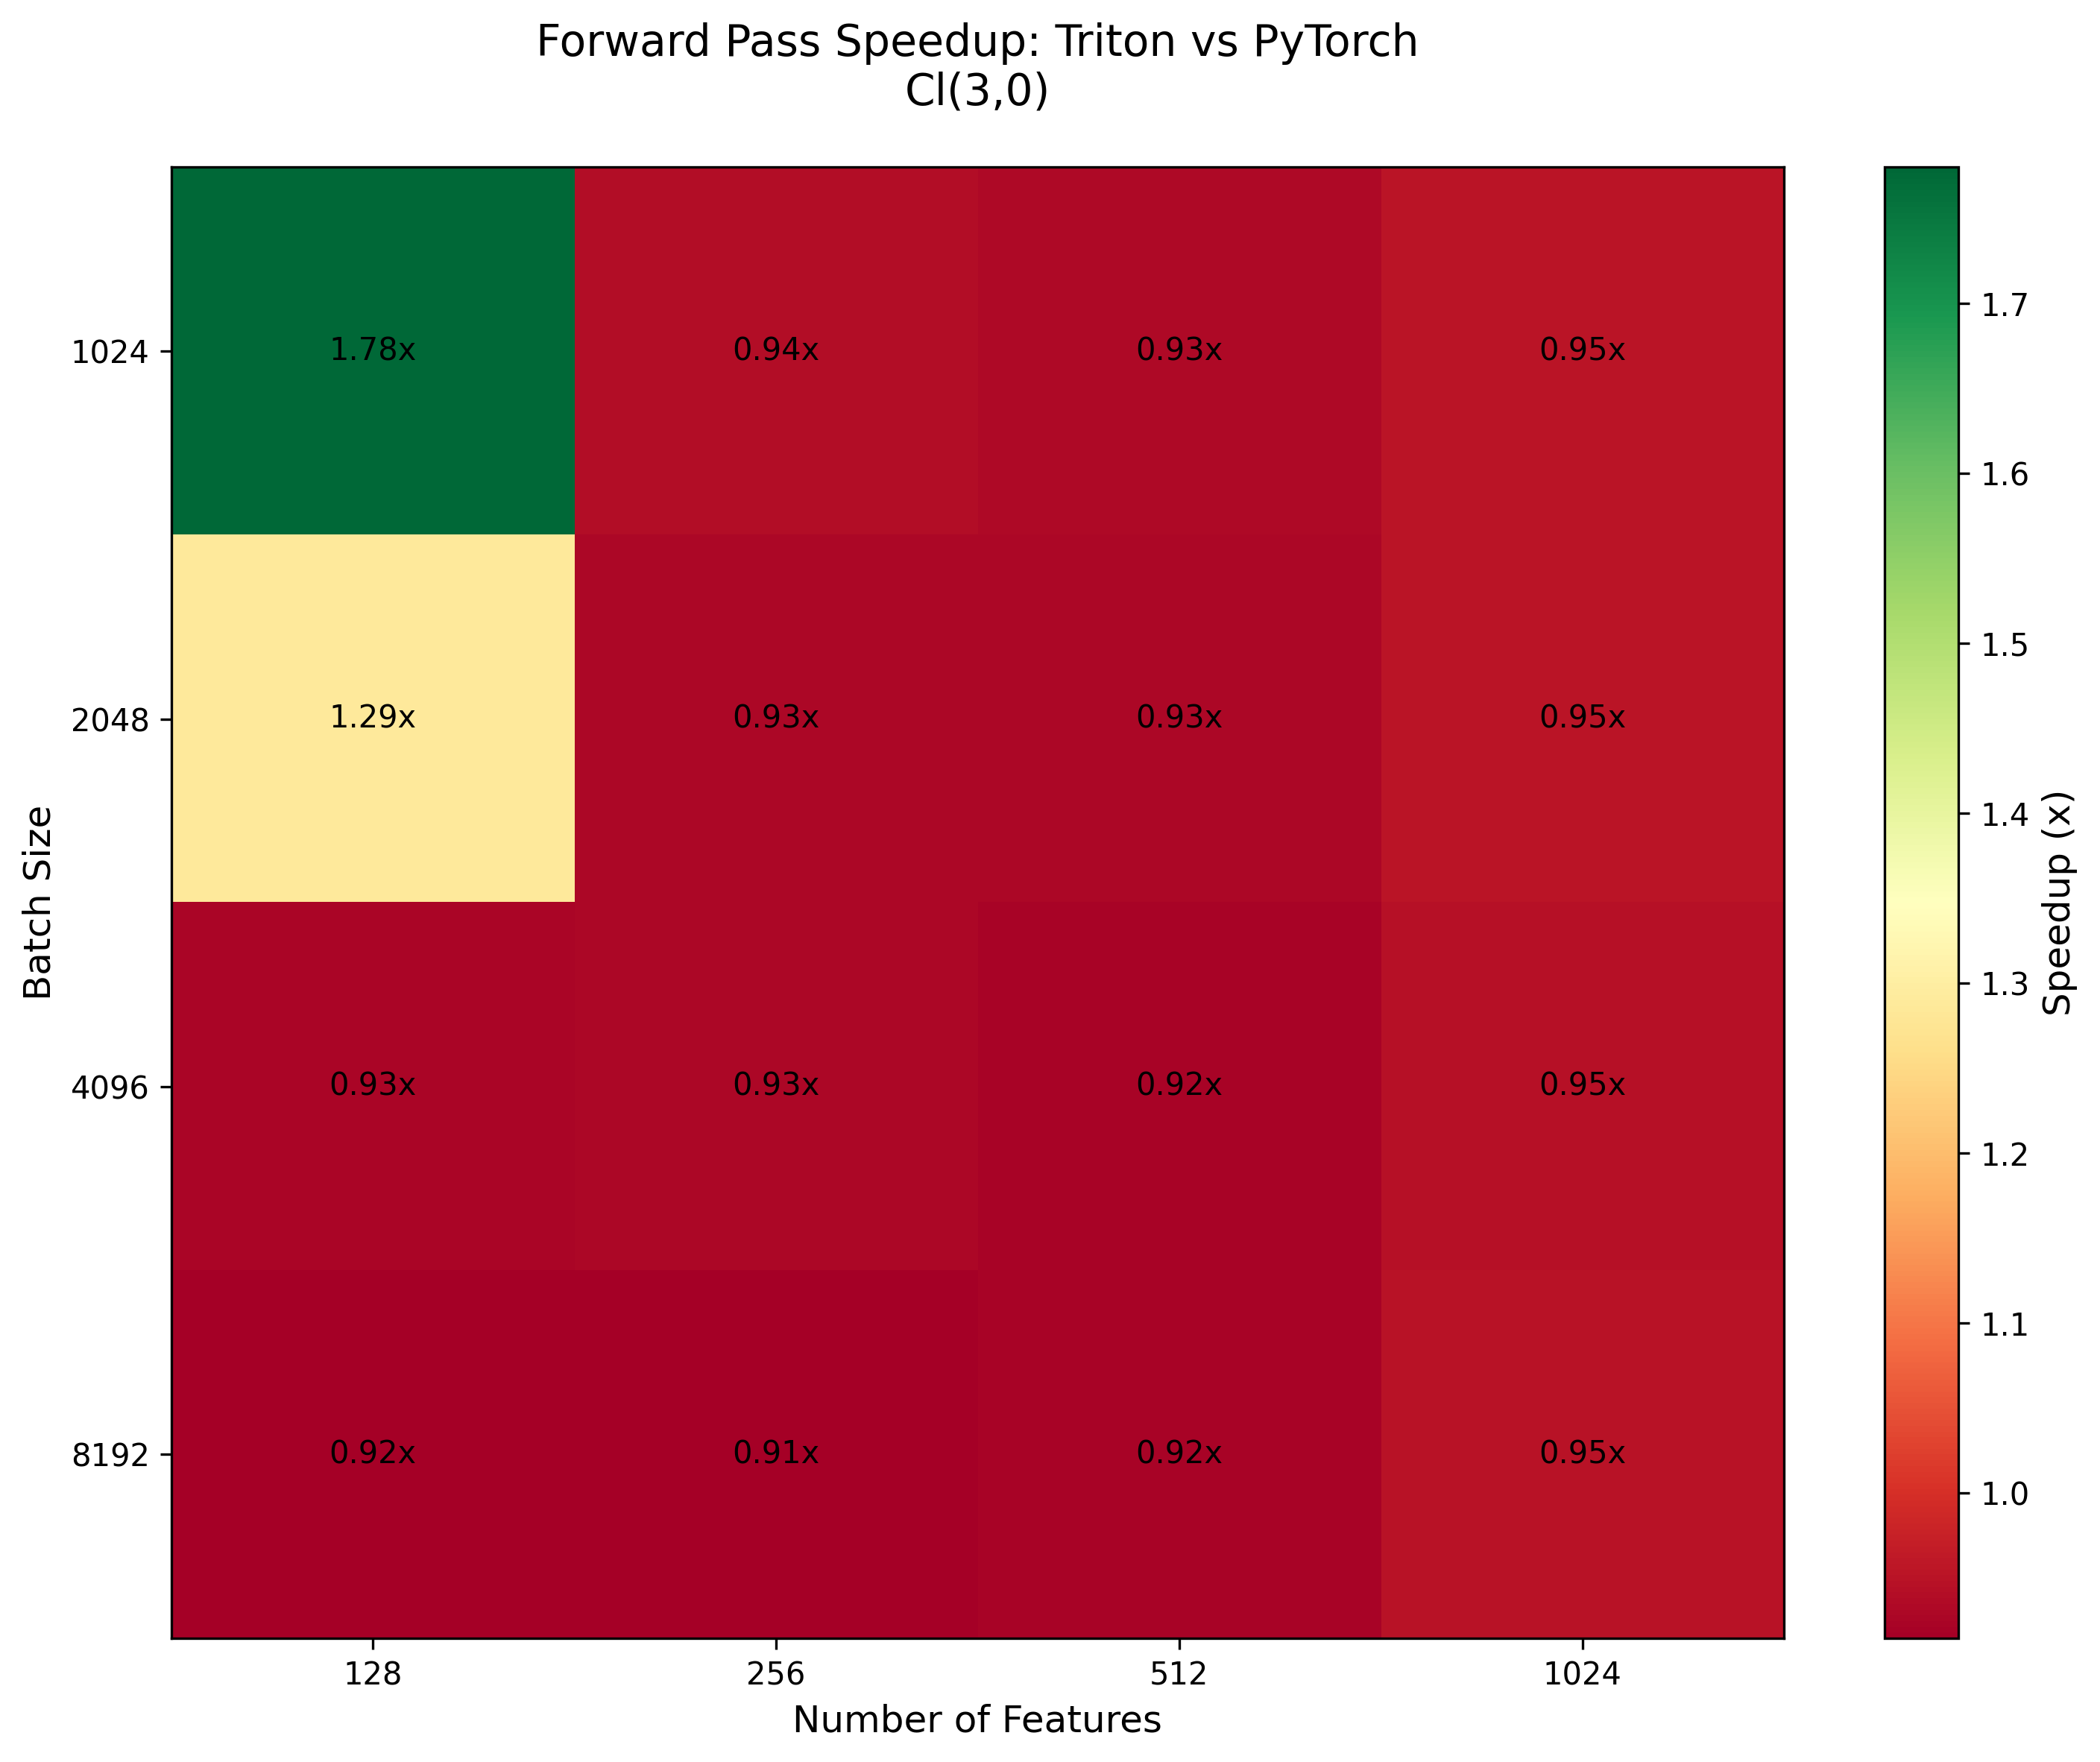 Forward Pass Speedup: Triton vs PyTorch
Cl(3,0)
Batch Size
1024
1.78x 0.94x 0.93x 0.95x
2048
1.29x 0.93x 0.93x 0.95x
4096
0.93x 0.93x 0.92x 0.95x
8192
0.92x 0.91x 0.92x 0.95x
128 256 512 1024
Number of Features
1.7
1.6
1.5
1.4
1.3
1.2
1.1
1.0
Speedup (x)